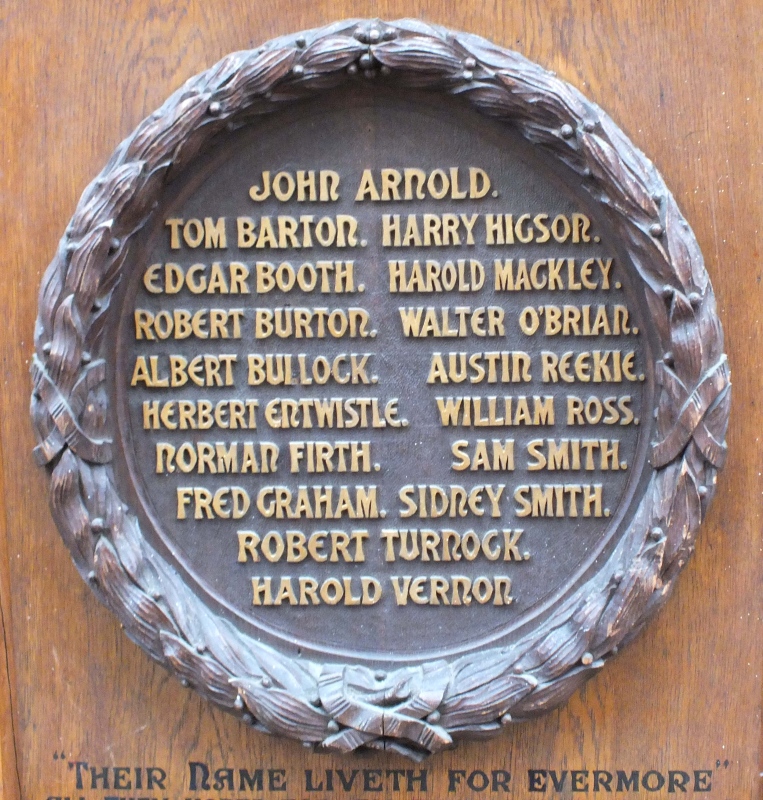 JOHN ARNOLD.
TOM BARTON. HARRY HIGSON.
EDGAR BOOTH. HAROLD MACKLEY.
ROBERT BURTON. WALTER O'BRIAN.
ALBERT BULLOCK. AUSTIN REEKIE.
HERBERT ENTWISTLE. WILLIAM ROSS.
NORMAN FIRTH. SAM SMITH.
FRED GRAHAM. SIDNEY SMITH.
ROBERT TURNOCK.
HAROLD VERNON
"THEIR NAME LIVETH FOR EVERMORE"